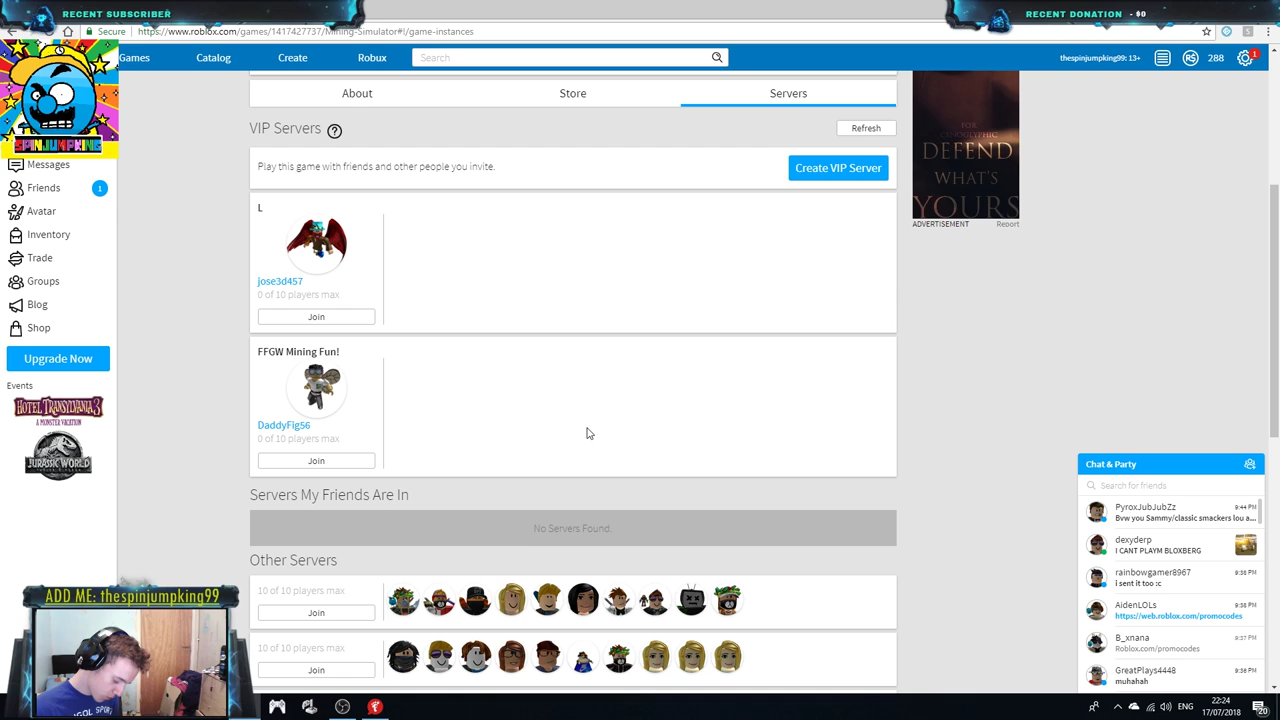 RECENT SUBSCRIBER
RECENT DONATION - $0
Secure https://www.roblox.com/games/1417427737/Mining-Simulator#!/game-instances
Games Catalog Create Robux Search thespinjumpking99: 13+ R$ 288 1
SPINJUMPKING
About Store Servers
VIP Servers ? Refresh
Play this game with friends and other people you invite. Create VIP Server
Messages
Friends 1
Avatar
Inventory
Trade
Groups
Blog
Shop
Upgrade Now
Events
HOTEL TRANSYLVANIA 3
A MONSTER VACATION
JURASSIC WORLD
L
jose3d457
0 of 10 players max
Join
FFGW Mining Fun!
DaddyFig56
0 of 10 players max
Join
Servers My Friends Are In
No Servers Found.
Other Servers
10 of 10 players max
Join
10 of 10 players max
Join
DEFEND
WHAT'S
YOURS
ADVERTISEMENT Report
Chat & Party
Search for friends
PyroxJubJubZz 9:44 PM
Bvw you Sammy/classic smackers lou a...
dexyderp
I CANT PLAYM BLOXBERG
rainbowgamer8967 9:38 PM
i sent it too :c
AidenLOLs 9:38 PM
https://web.roblox.com/promocodes
B_xnana 9:37 PM
Roblox.com/promocodes
GreatPlays4448 9:36 PM
muhahah
ADD ME: thespinjumpking99
ENG
22:24
17/07/2018
20